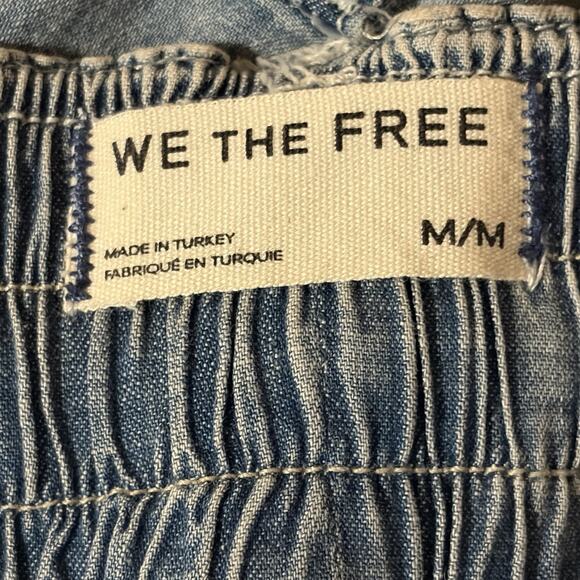 WE THE FREE
M/M
MADE IN TURKEY
FABRIQUÉ EN TURQUIE